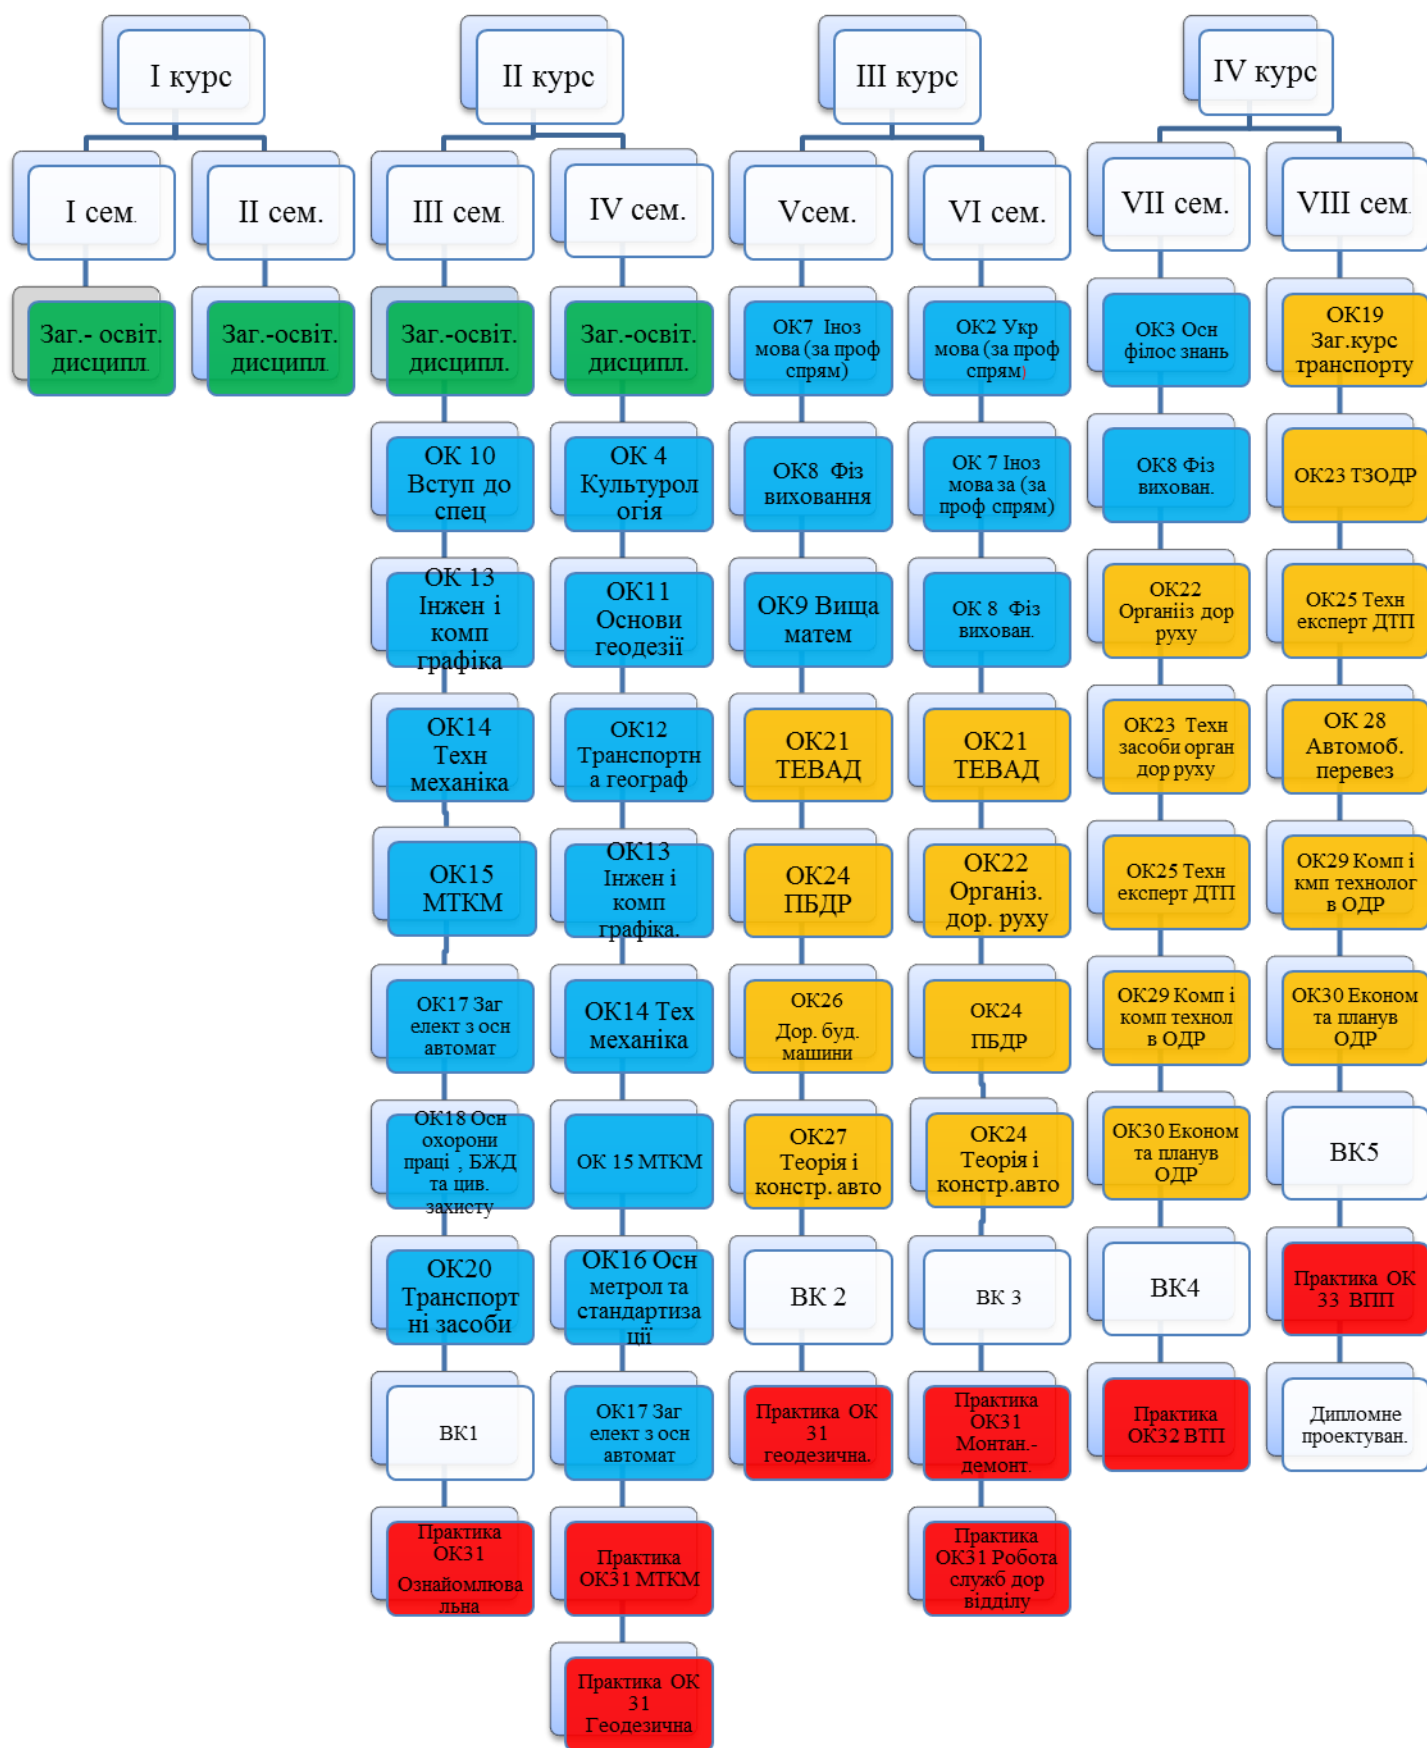 I курс
I сем.
Заг.- освіт.
дисципл.
II сем.
Заг.-освіт.
дисципл.
II курс
III сем.
Заг.-освіт.
дисципл.
ОК 10
Вступ до
спец
ОК 13
Інжен і
комп
графіка
ОК14
Техн
механіка
ОК15
МТКМ
ОК17 Заг
елект з осн
автомат
ОК18 Осн
охорони
праці , БЖД
та цив.
захисту
ОК20
Транспорт
ні засоби
ВК1
Практика
ОК31
Ознайомлюва
льна
IV сем.
Заг.-освіт.
дисципл.
ОК 4
Культурол
огія
ОК11
Основи
геодезії
ОК12
Транспортн
а географ
ОК13
Інжен і
комп
графіка.
ОК14 Тех
механіка
ОК 15 МТКМ
ОК16 Осн
метрол та
стандартиза
ції
ОК17 Заг
елект з осн
автомат
Практика
ОК31 МТКМ
Практика ОК
31
Геодезична
III курс
Vсем.
ОК7 Іноз
мова (за проф
спрям)
ОК8 Фіз
виховання
ОК9 Вища
матем
ОК21
ТЕВАД
ОК24
ПБДР
ОК26
Дор. буд.
машини
ОК27
Теорія і
констр. авто
ВК 2
Практика ОК
31
геодезична.
VI сем.
ОК2 Укр
мова (за проф
спрям)
ОК 7 Іноз
мова за (за
проф спрям)
ОК 8 Фіз
вихован.
ОК21
ТЕВАД
ОК22
Організ.
дор. руху
ОК24
ПБДР
ОК24
Теорія і
констр.авто
ВК 3
Практика
ОК31
Монтан.-
демонт.
Практика
ОК31 Робота
служб дор
відділу
IV курс
VII сем.
ОК3 Осн
філос знань
ОК8 Фіз
вихован.
ОК22
Органііз дор
руху
ОК23 Техн
засоби орган
дор руху
ОК25 Техн
експерт ДТП
ОК29 Комп і
комп технол
в ОДР
ОК30 Економ
та планув
ОДР
ВК4
Практика
ОК32 ВТП
VIII сем.
ОК19
Заг.курс
транспорту
ОК23 ТЗОДР
ОК25 Техн
експерт ДТП
ОК 28
Автомоб.
перевез
ОК29 Комп і
кмп технолог
в ОДР
ОК30 Економ
та планув
ОДР
ВК5
Практика ОК
33 ВПП
Дипломне
проектуван.